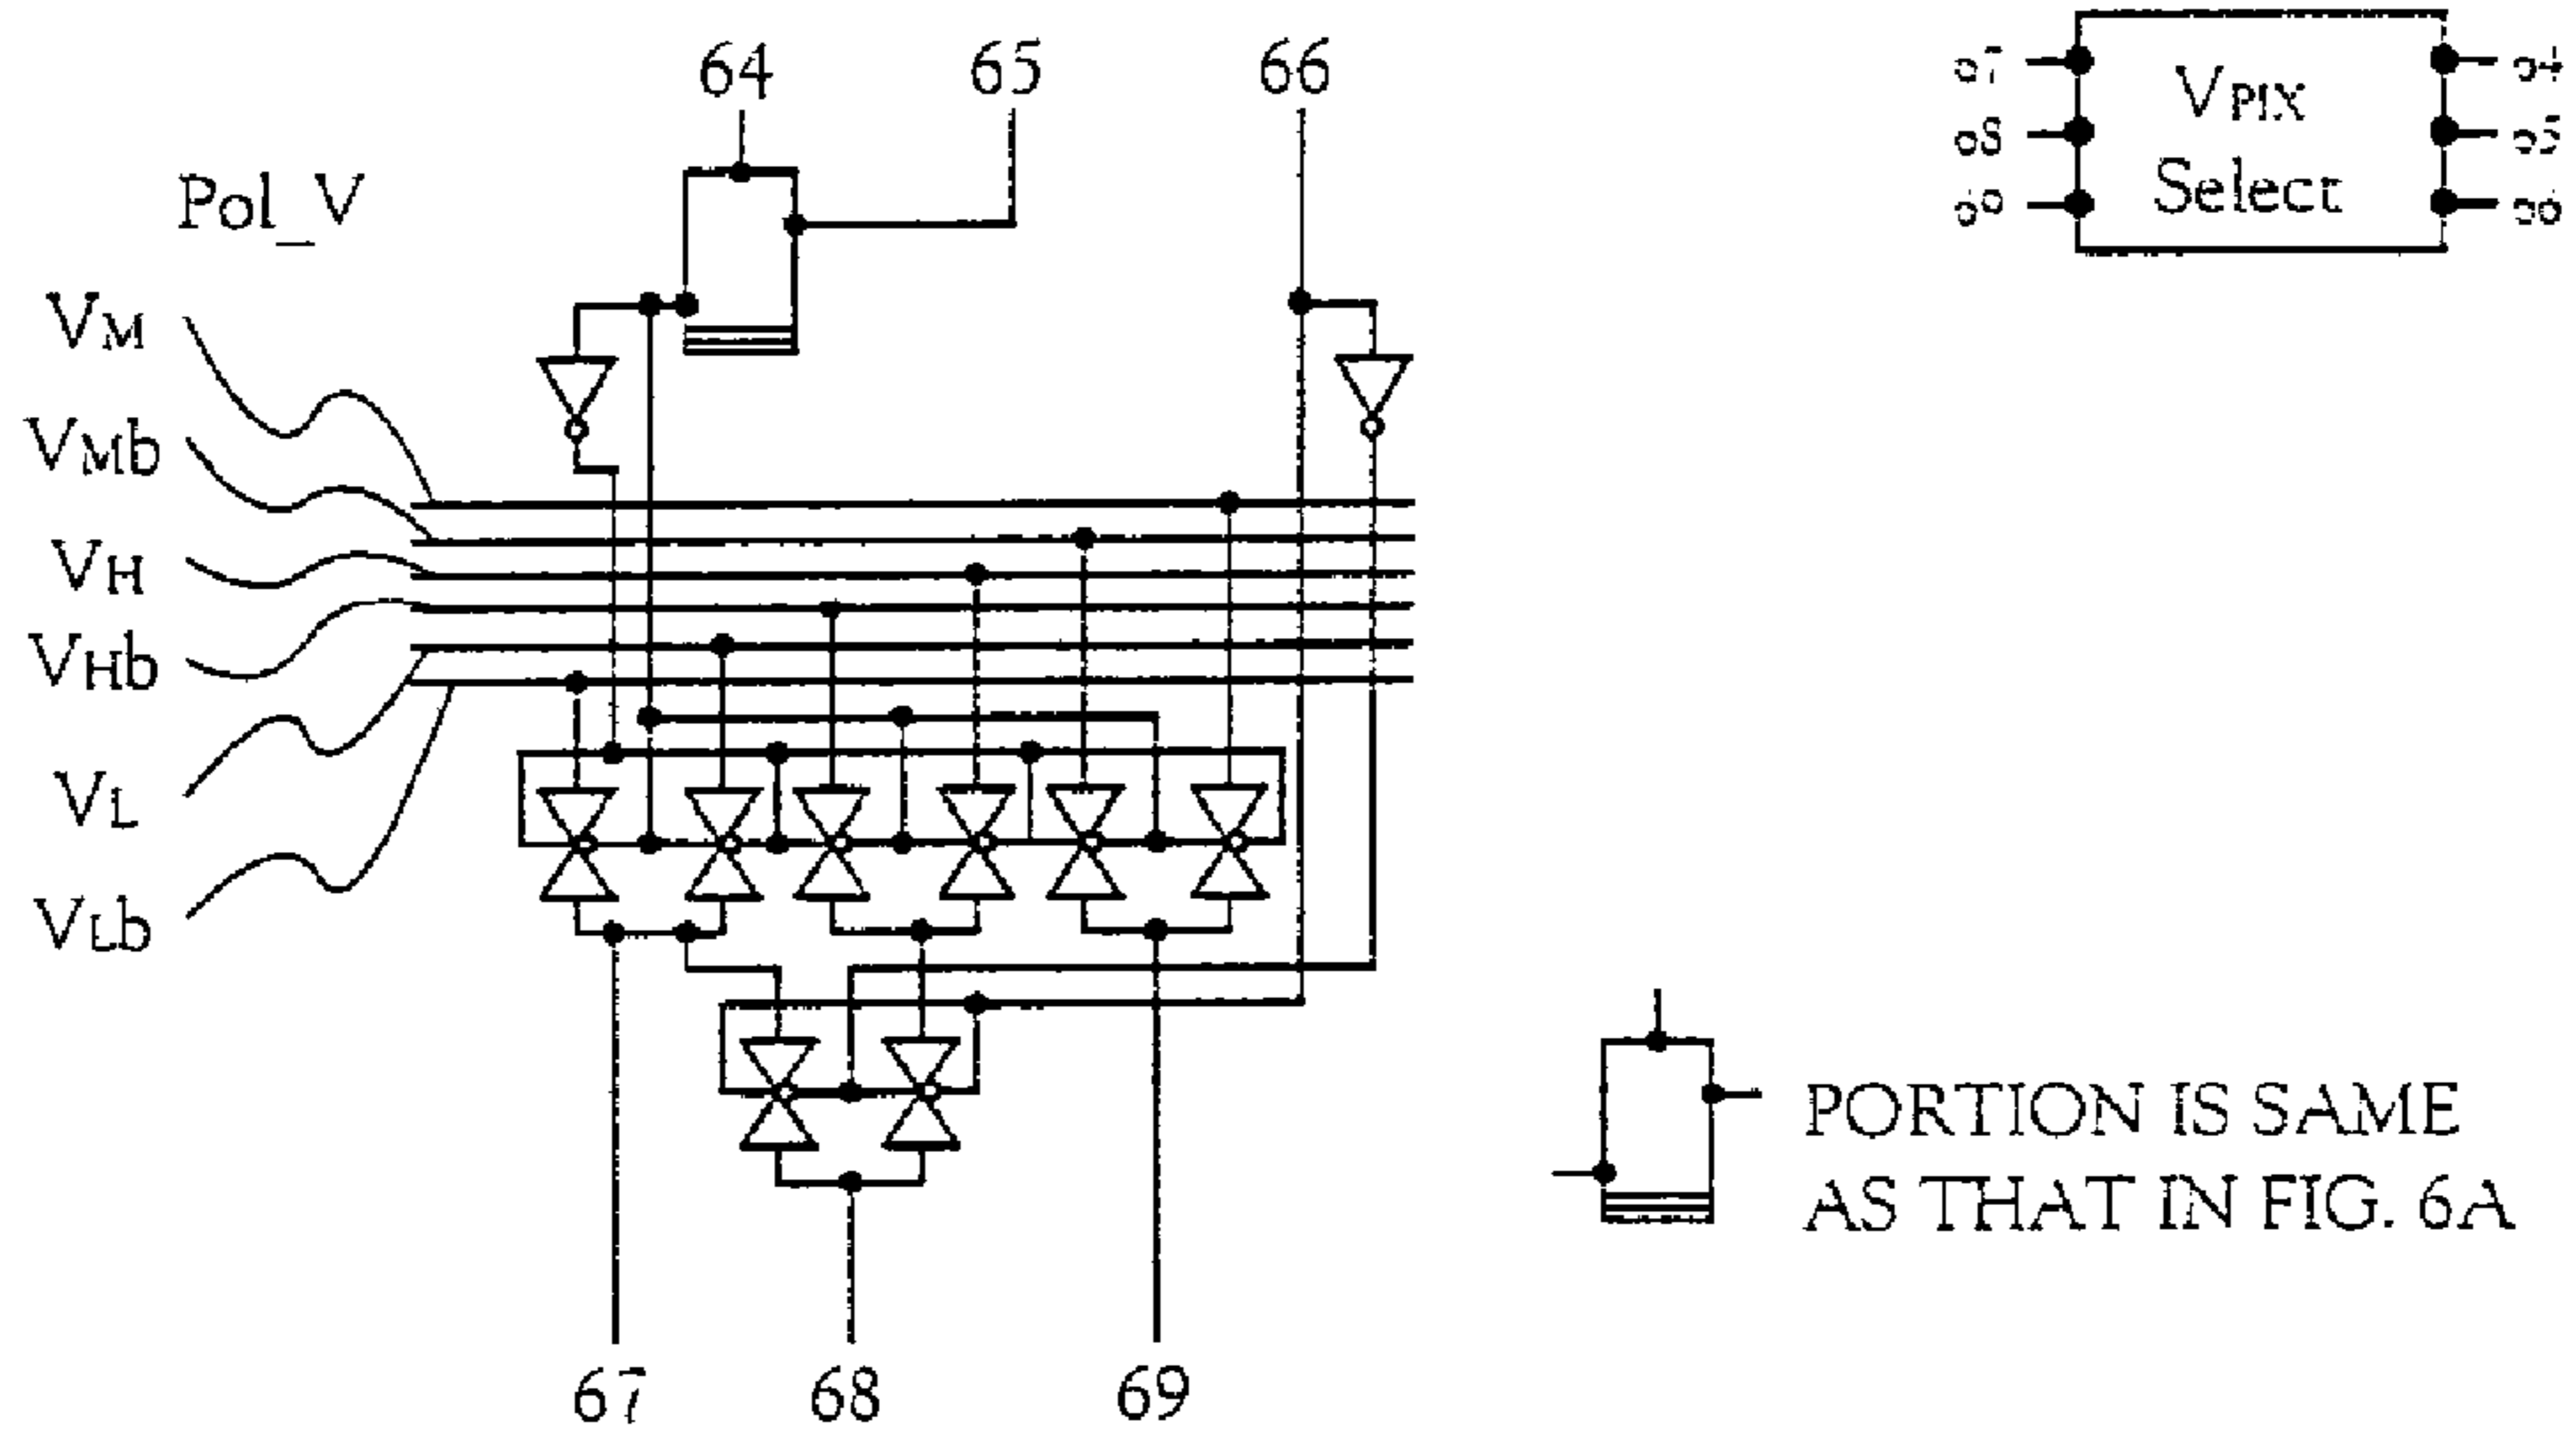 64 65 66
Pol_V
VM
VMb
VH
VHb
VL
VLb
67 68 69
VPIX
Select
PORTION IS SAME
AS THAT IN FIG. 6A